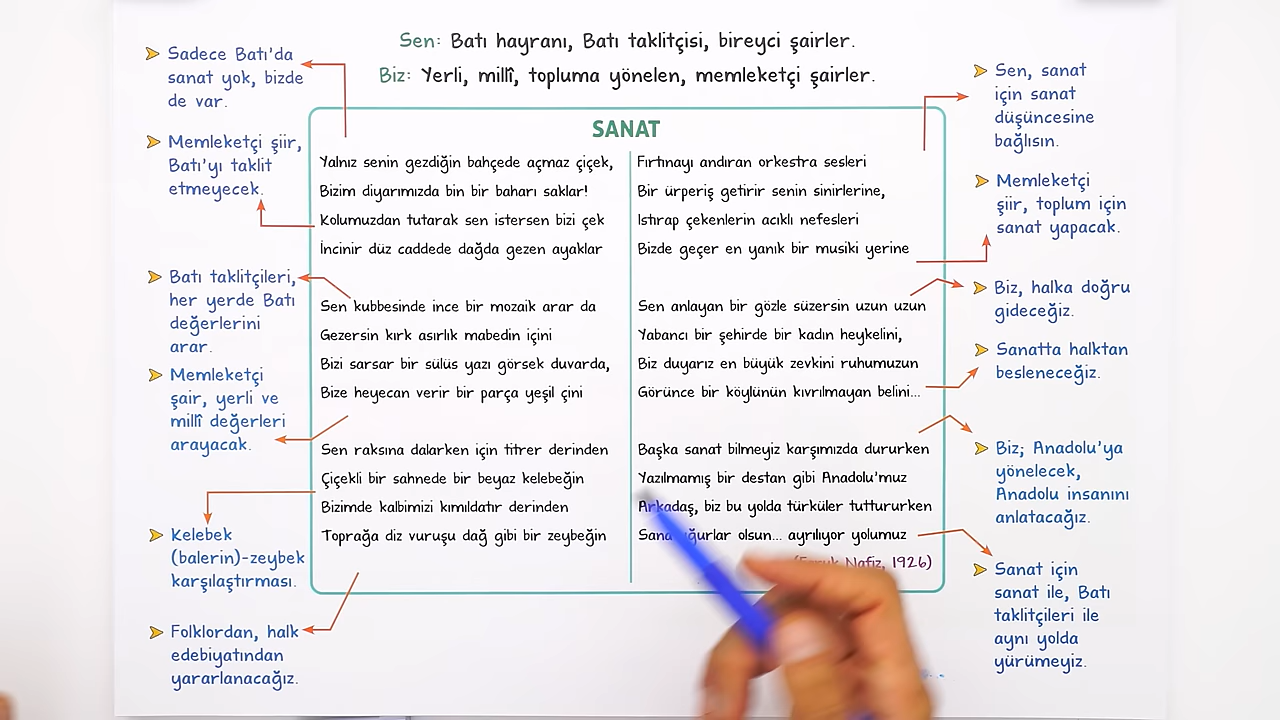 Sen: Batı hayranı, Batı taklitçisi, bireyci şairler.
Biz: Yerli, millî, topluma yönelen, memleketçi şairler.
Sadece Batı'da
sanat yok, bizde
de var.
Memleketçi şiir,
Batı'yı taklit
etmeyecek.
Batı taklitçileri,
her yerde Batı
değerlerini
arar.
Memleketçi
şair, yerli ve
millî değerleri
arayacak.
Kelebek
(balerin)-zeybek
karşılaştırması.
Folklordan, halk
edebiyatından
yararlanacağız.
SANAT
Yalnız senin gezdiğin bahçede açmaz çiçek,
Bizim diyarımızda bin bir baharı saklar!
Kolumuzdan tutarak sen istersen bizi çek
İncinir düz caddede dağda gezen ayaklar
Sen kubbesinde ince bir mozaik arar da
Gezersin kırk asırlık mabedin içini
Bizi sarsar bir sülüs yazı görsek duvarda,
Bize heyecan verir bir parça yeşil çini
Sen raksına dalarken için titrer derinden
Çiçekli bir sahnede bir beyaz kelebeğin
Bizimde kalbimizi kımıldatır derinden
Toprağa diz vuruşu dağ gibi bir zeybeğin
Fırtınayı andıran orkestra sesleri
Bir ürperiş getirir senin sinirlerine,
Istırap çekenlerin acıklı nefesleri
Bizde geçer en yanık bir musiki yerine
Sen anlayan bir gözle süzersin uzun uzun
Yabancı bir şehirde bir kadın heykelini,
Biz duyarız en büyük zevkini ruhumuzun
Görünce bir köylünün kıvrılmayan belini...
Başka sanat bilmeyiz karşımızda dururken
Yazılmamış bir destan gibi Anadolu'muz
Arkadaş, biz bu yolda türküler tuttururken
olsun... ayrılıyor yolumuz
Nafiz, 1926)
Sen, sanat
için sanat
düşüncesine
bağlısın.
Memleketçi
şiir, toplum için
sanat yapacak.
Biz, halka doğru
gideceğiz.
Sanatta halktan
besleneceğiz.
Biz; Anadolu'ya
yönelecek,
Anadolu insanını
anlatacağız.
Sanat için
sanat ile, Batı
taklitçileri ile
aynı yolda
yürümeyiz.